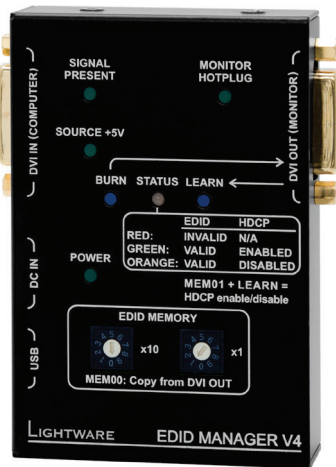 SIGNAL
PRESENT
MONITOR
HOTPLUG
DVI IN (COMPUTER)
DVI OUT (MONITOR)
SOURCE +5V
BURN STATUS LEARN
EDID HDCP
RED: INVALID N/A
GREEN: VALID ENABLED
ORANGE: VALID DISABLED
DC IN
POWER
MEM01 + LEARN =
HDCP enable/disable
USB
EDID MEMORY
x10 x1
MEM00: Copy from DVI OUT
LIGHTWARE EDID MANAGER V4